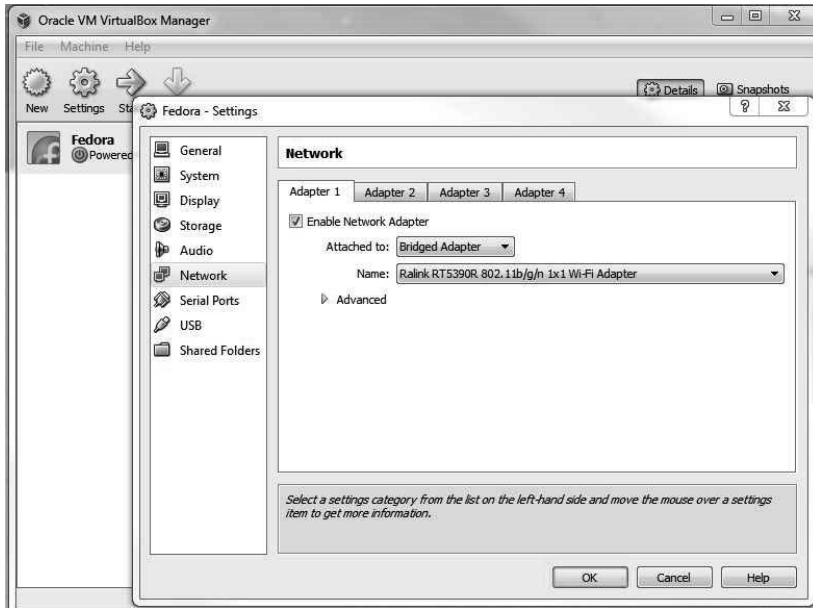 Oracle VM VirtualBox Manager
File Machine Help
New Settings Sta
Details Snapshots
Fedora - Settings
Fedora
Powered
General
System
Display
Storage
Audio
Network
Serial Ports
USB
Shared Folders
Network
Adapter 1 Adapter 2 Adapter 3 Adapter 4
Enable Network Adapter
Attached to: Bridged Adapter
Name: Ralink RT5390R 802.11b/g/n 1x1 Wi-Fi Adapter
Advanced
Select a settings category from the list on the left-hand side and move the mouse over a settings
item to get more information.
OK Cancel Help